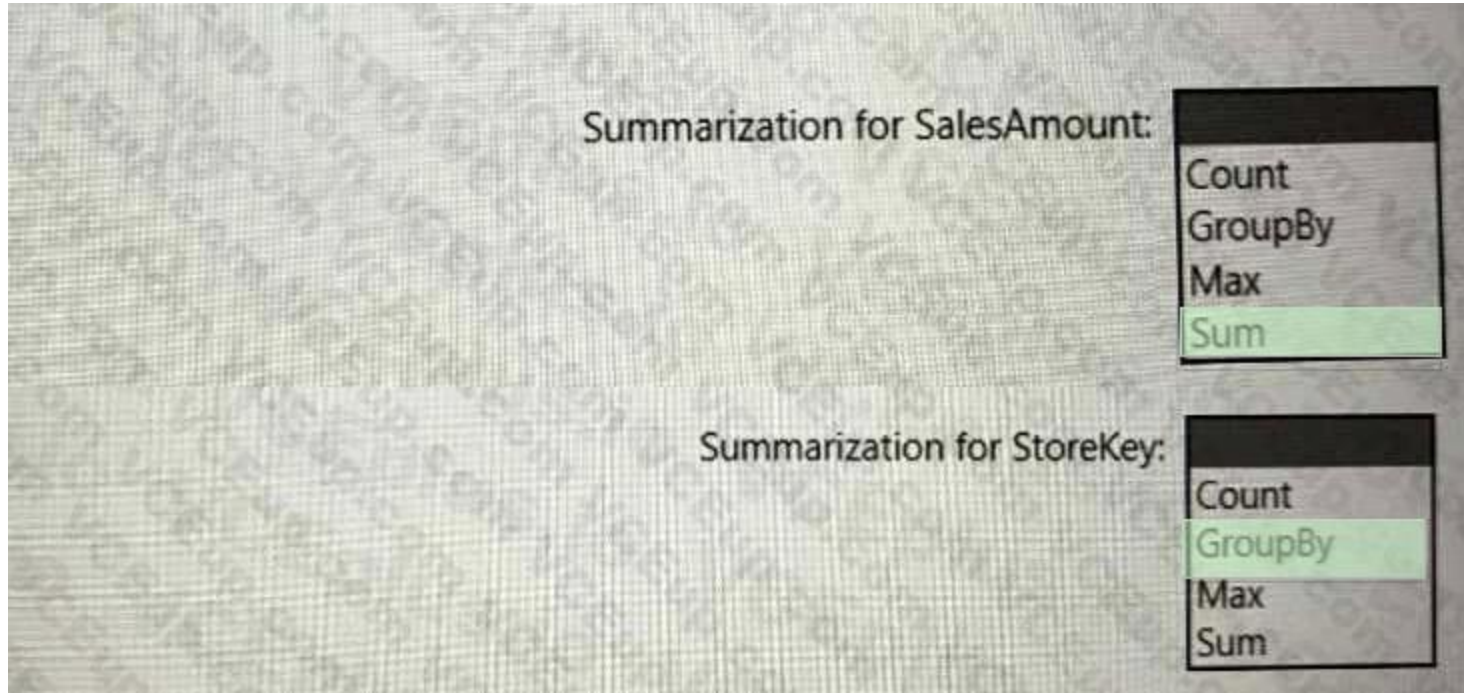 Summarization for SalesAmount:
Count
GroupBy
Max
Sum
Summarization for StoreKey:
Count
GroupBy
Max
Sum